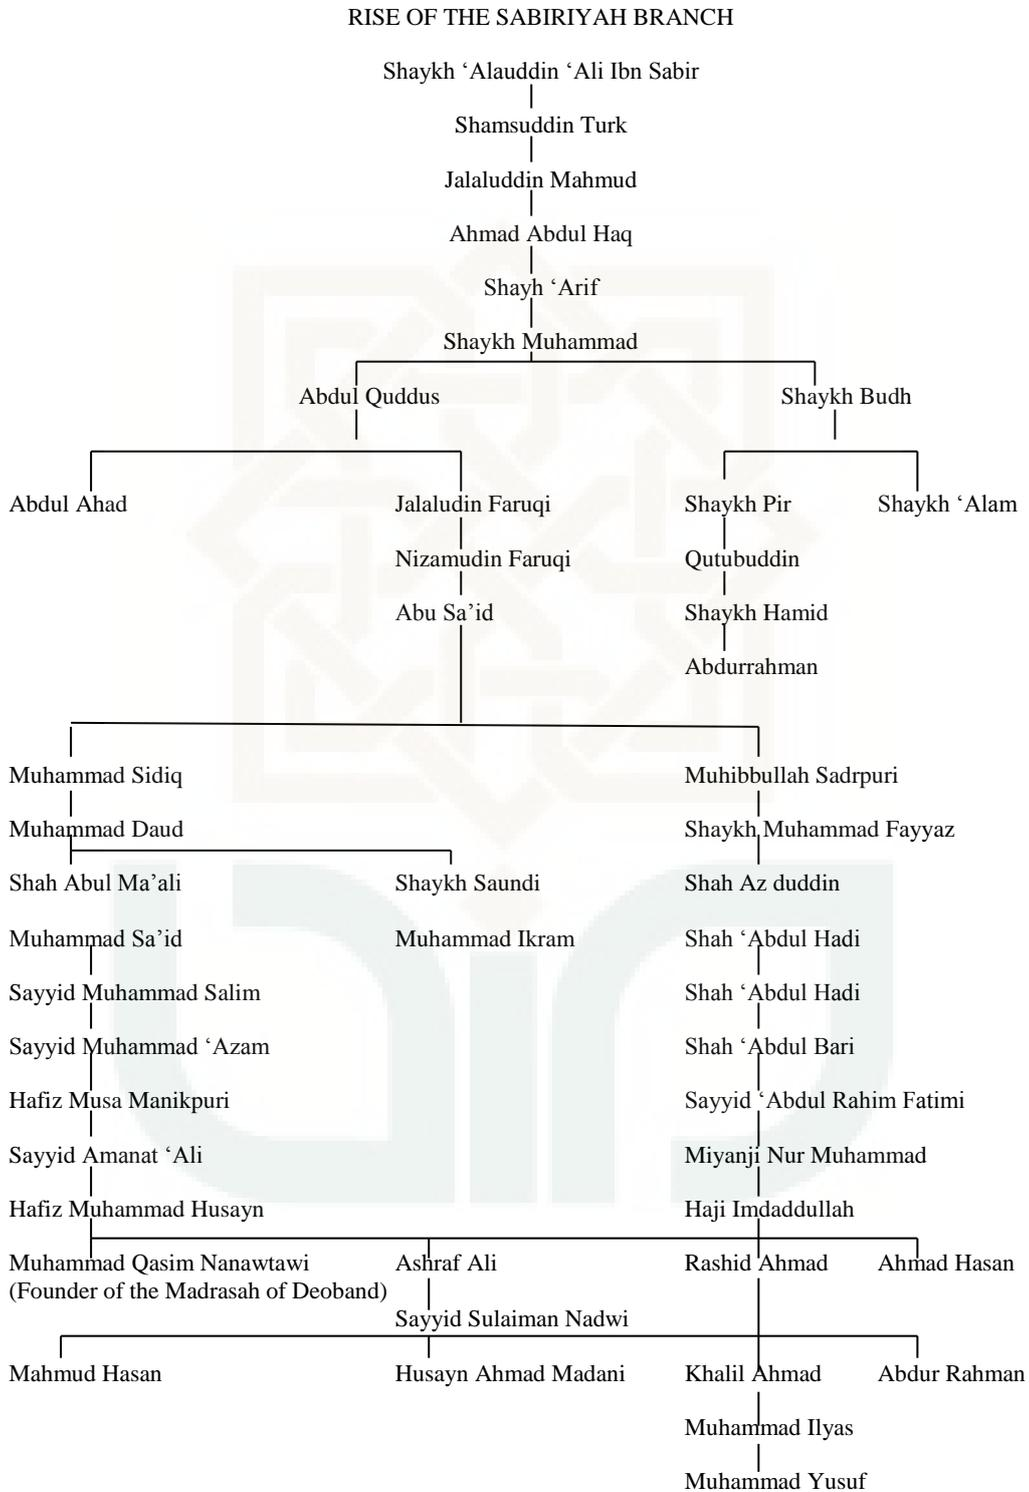 RISE OF THE SABIRIYAH BRANCH
Shaykh ‘Alauddin ‘Ali Ibn Sabir
Shamsuddin Turk
Jalaluddin Mahmud
Ahmad Abdul Haq
Shayh ‘Arif
Shaykh Muhammad
Abdul Quddus Shaykh Budh
Abdul Ahad Jalaludin Faruqi Shaykh Pir Shaykh ‘Alam
Nizamudin Faruqi Qutubuddin
Abu Sa’id Shaykh Hamid
Abdurrahman
Muhammad Sidiq Muhibbullah Sadrpuri
Muhammad Daud Shaykh Muhammad Fayyaz
Shah Abul Ma’ali Shaykh Saundi Shah Az duddin
Muhammad Sa’id Muhammad Ikram Shah ‘Abdul Hadi
Sayyid Muhammad Salim Shah ‘Abdul Hadi
Sayyid Muhammad ‘Azam Shah ‘Abdul Bari
Hafiz Musa Manikpuri Sayyid ‘Abdul Rahim Fatimi
Sayyid Amanat ‘Ali Miyanji Nur Muhammad
Hafiz Muhammad Husayn Haji Imdaddullah
Muhammad Qasim Nanawtawi Ashraf Ali Rashid Ahmad Ahmad Hasan
(Founder of the Madrasah of Deoband)
Sayyid Sulaiman Nadwi
Mahmud Hasan Husayn Ahmad Madani Khalil Ahmad Abdur Rahman
Muhammad Ilyas
Muhammad Yusuf